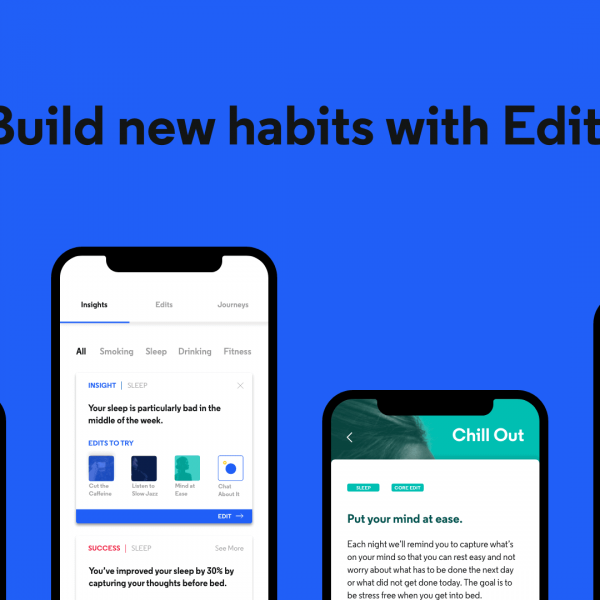 Build new habits with Edit
Insights Edits Journeys
All Smoking Sleep Drinking Fitness
INSIGHT | SLEEP
Your sleep is particularly bad in the
middle of the week.
EDITS TO TRY
Cut the
Caffeine
Listen to
Slow Jazz
Mind at
Ease
Chat
About It
EDIT
SUCCESS | SLEEP See More
You've improved your sleep by 30% by
capturing your thoughts before bed.
Chill Out
SLEEP
CORE EDIT
Put your mind at ease.
Each night we'll remind you to capture what's
on your mind so that you can rest easy and not
worry about what has to be done the next day
or what did not get done today. The goal is to
be stress free when you get into bed.